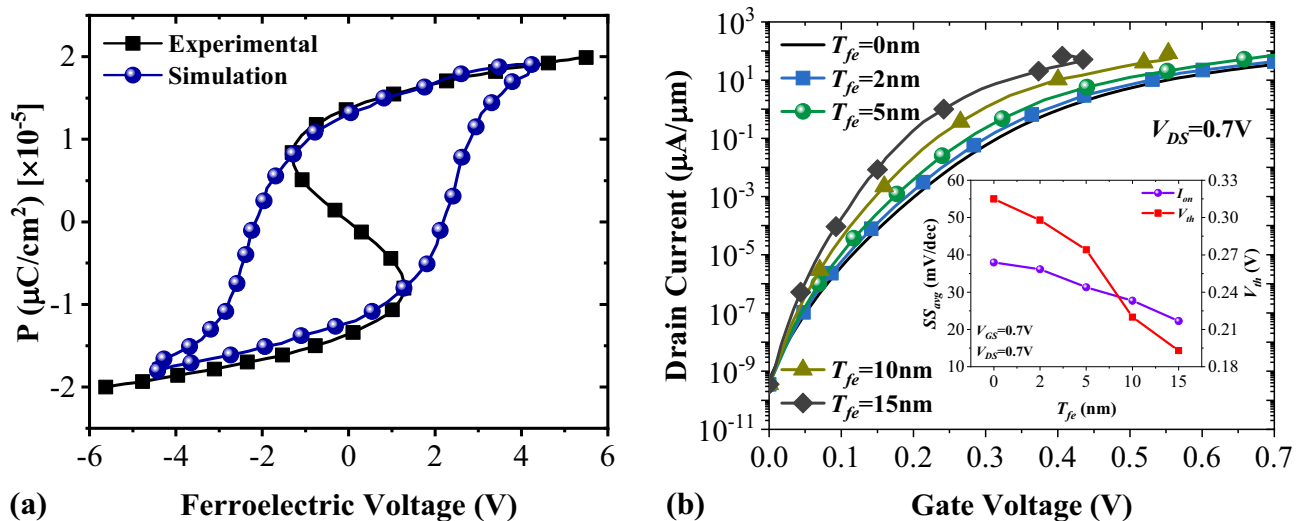 P (μC/cm²) [×10⁻⁵]
2
1
0
-1
-2
Experimental
Simulation
-6 -4 -2 0 2 4 6
(a) Ferroelectric Voltage (V)
Drain Current (μA/μm)
10³
10¹
10⁻¹
10⁻³
10⁻⁵
10⁻⁷
10⁻⁹
10⁻¹¹
T_fe=0nm
T_fe=2nm
T_fe=5nm
V_DS=0.7V
SS_avg (mV/dec)
60
50
40
30
20
10
I_on
V_th
V_GS=0.7V
V_DS=0.7V
0.33
0.30
0.27
0.24
0.21
0.18
V_th (V)
0 2 5 10 15
T_fe (nm)
T_fe=10nm
T_fe=15nm
0.0 0.1 0.2 0.3 0.4 0.5 0.6 0.7
(b) Gate Voltage (V)